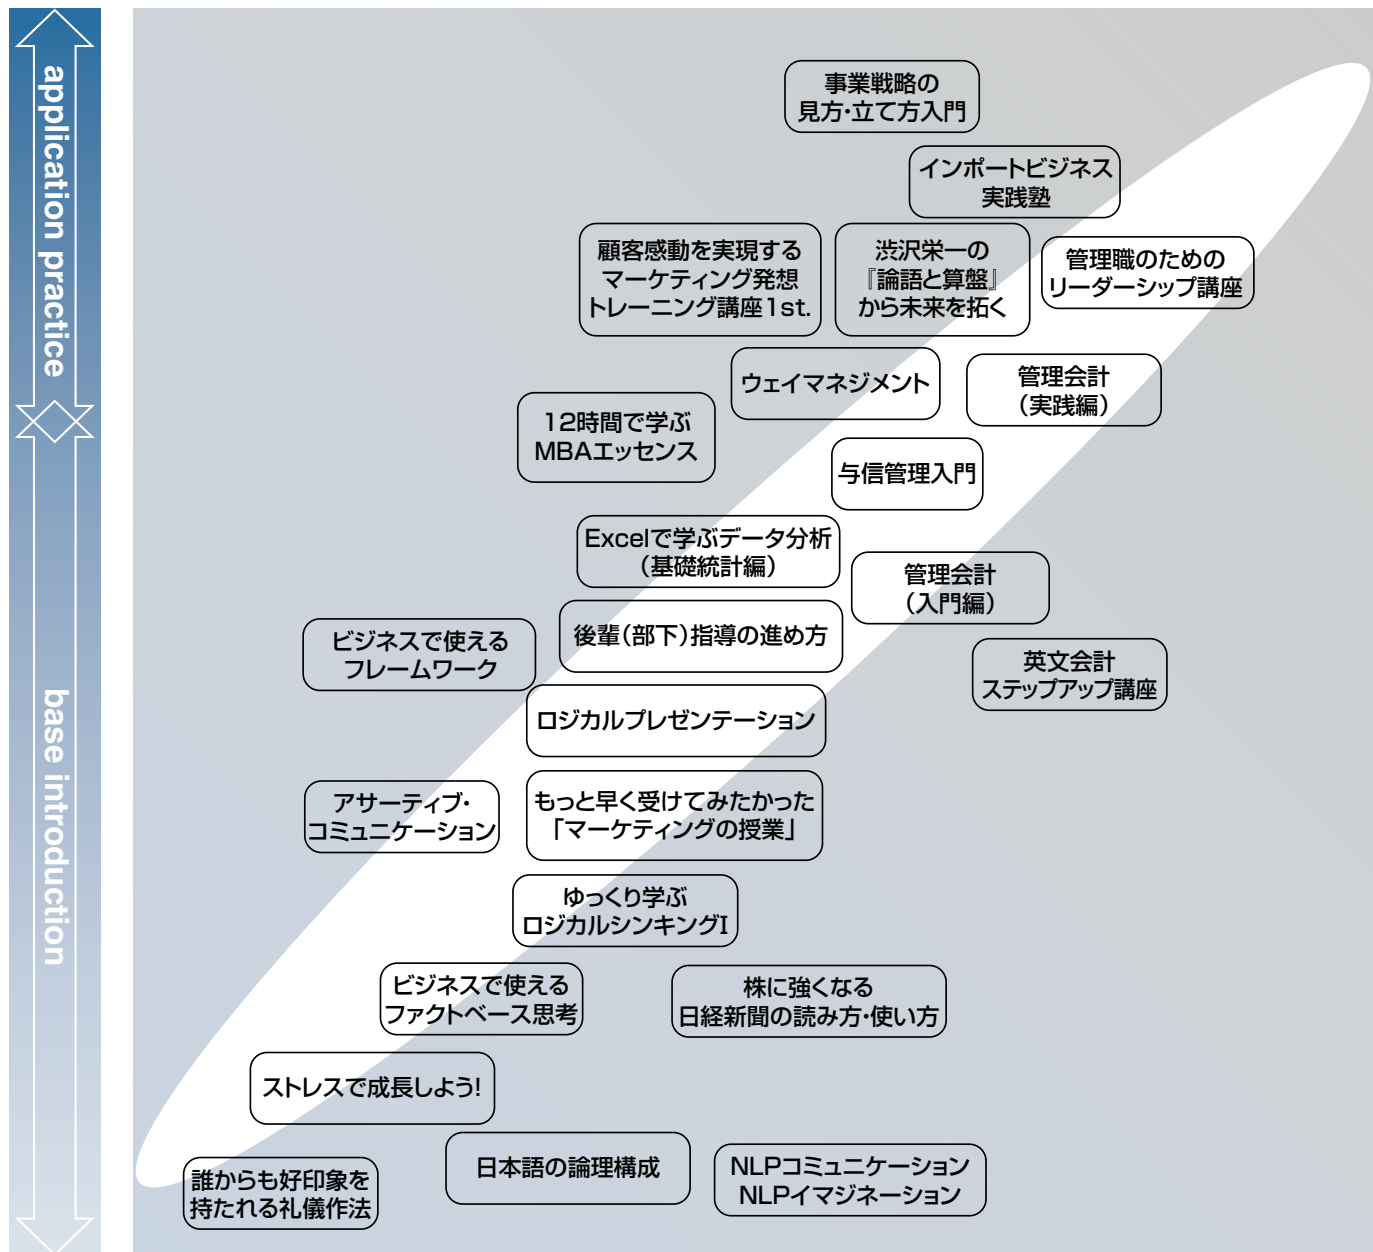 application practice
base introduction
事業戦略の
見方・立て方入門
インポートビジネス
実践塾
顧客感動を実現する
マーケティング発想
トレーニング講座1st.
渋沢栄一の
『論語と算盤』
から未来を拓く
管理職のための
リーダーシップ講座
ウェイマネジメント
管理会計
(実践編)
12時間で学ぶ
MBAエッセンス
与信管理入門
Excelで学ぶデータ分析
(基礎統計編)
管理会計
(入門編)
後輩(部下)指導の進め方
ビジネスで使える
フレームワーク
英文会計
ステップアップ講座
ロジカルプレゼンテーション
アサーティブ・
コミュニケーション
もっと早く受けてみたかった
「マーケティングの授業」
ゆっくり学ぶ
ロジカルシンキングI
ビジネスで使える
ファクトベース思考
株に強くなる
日経新聞の読み方・使い方
ストレスで成長しよう!
日本語の論理構成
NLPコミュニケーション
NLPイマジネーション
誰からも好印象を
持たれる礼儀作法